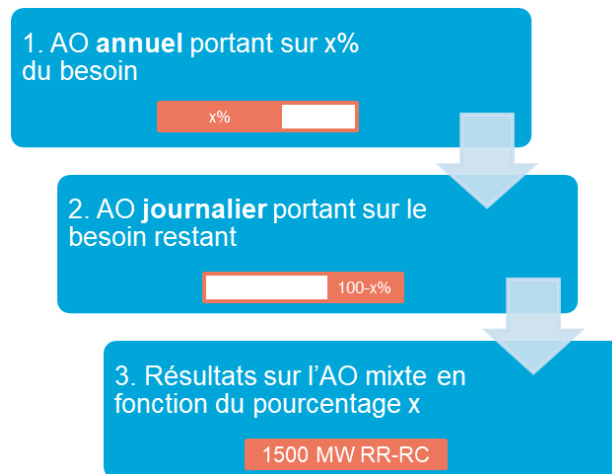 1. AO annuel portant sur x%
du besoin
x%
2. AO journalier portant sur le
besoin restant
100-x%
3. Résultats sur l'AO mixte en
fonction du pourcentage x
1500 MW RR-RC